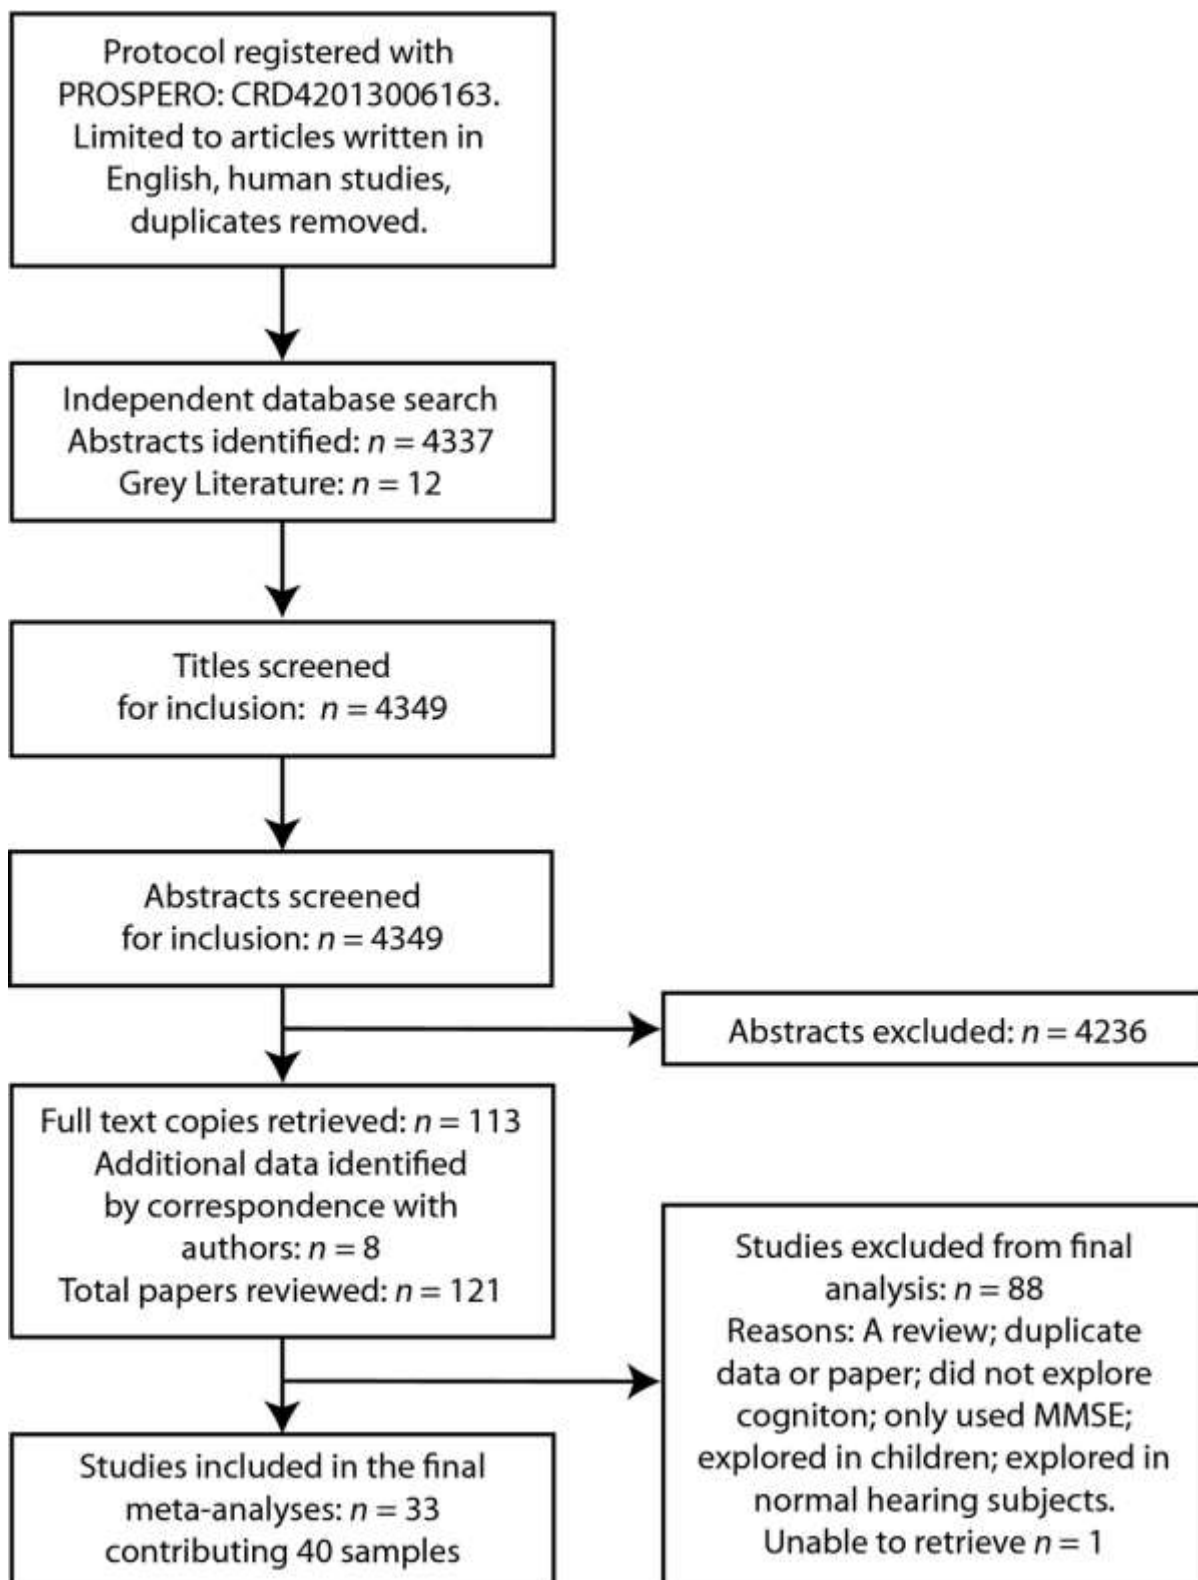 Protocol registered with
PROSPERO: CRD42013006163.
Limited to articles written in
English, human studies,
duplicates removed.
Independent database search
Abstracts identified: n = 4337
Grey Literature: n = 12
Titles screened
for inclusion: n = 4349
Abstracts screened
for inclusion: n = 4349
Abstracts excluded: n = 4236
Full text copies retrieved: n = 113
Additional data identified
by correspondence with
authors: n = 8
Total papers reviewed: n = 121
Studies excluded from final
analysis: n = 88
Reasons: A review; duplicate
data or paper; did not explore
cogniton; only used MMSE;
explored in children; explored in
normal hearing subjects.
Unable to retrieve n = 1
Studies included in the final
meta-analyses: n = 33
contributing 40 samples